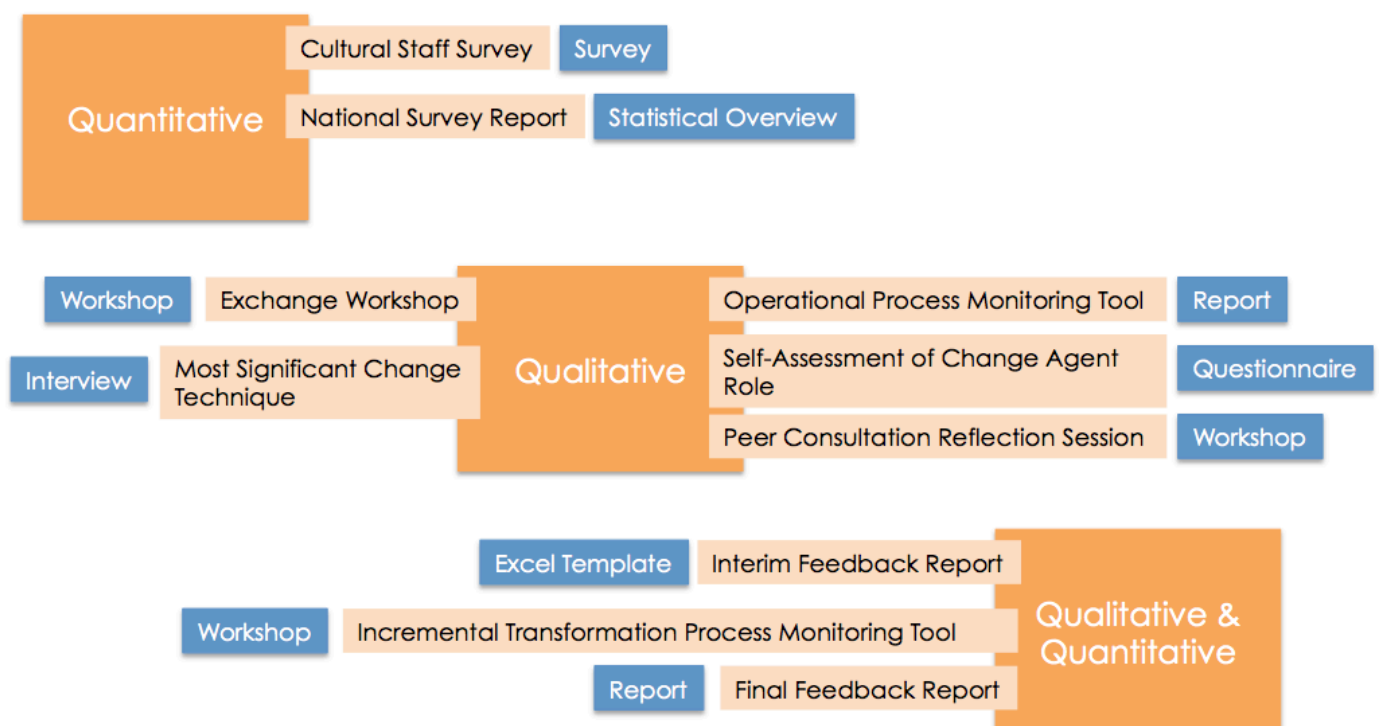 Quantitative
Cultural Staff Survey
Survey
National Survey Report
Statistical Overview
Workshop
Exchange Workshop
Interview
Most Significant Change
Technique
Qualitative
Operational Process Monitoring Tool
Report
Self-Assessment of Change Agent
Role
Questionnaire
Peer Consultation Reflection Session
Workshop
Excel Template
Interim Feedback Report
Workshop
Incremental Transformation Process Monitoring Tool
Report
Final Feedback Report
Qualitative &
Quantitative